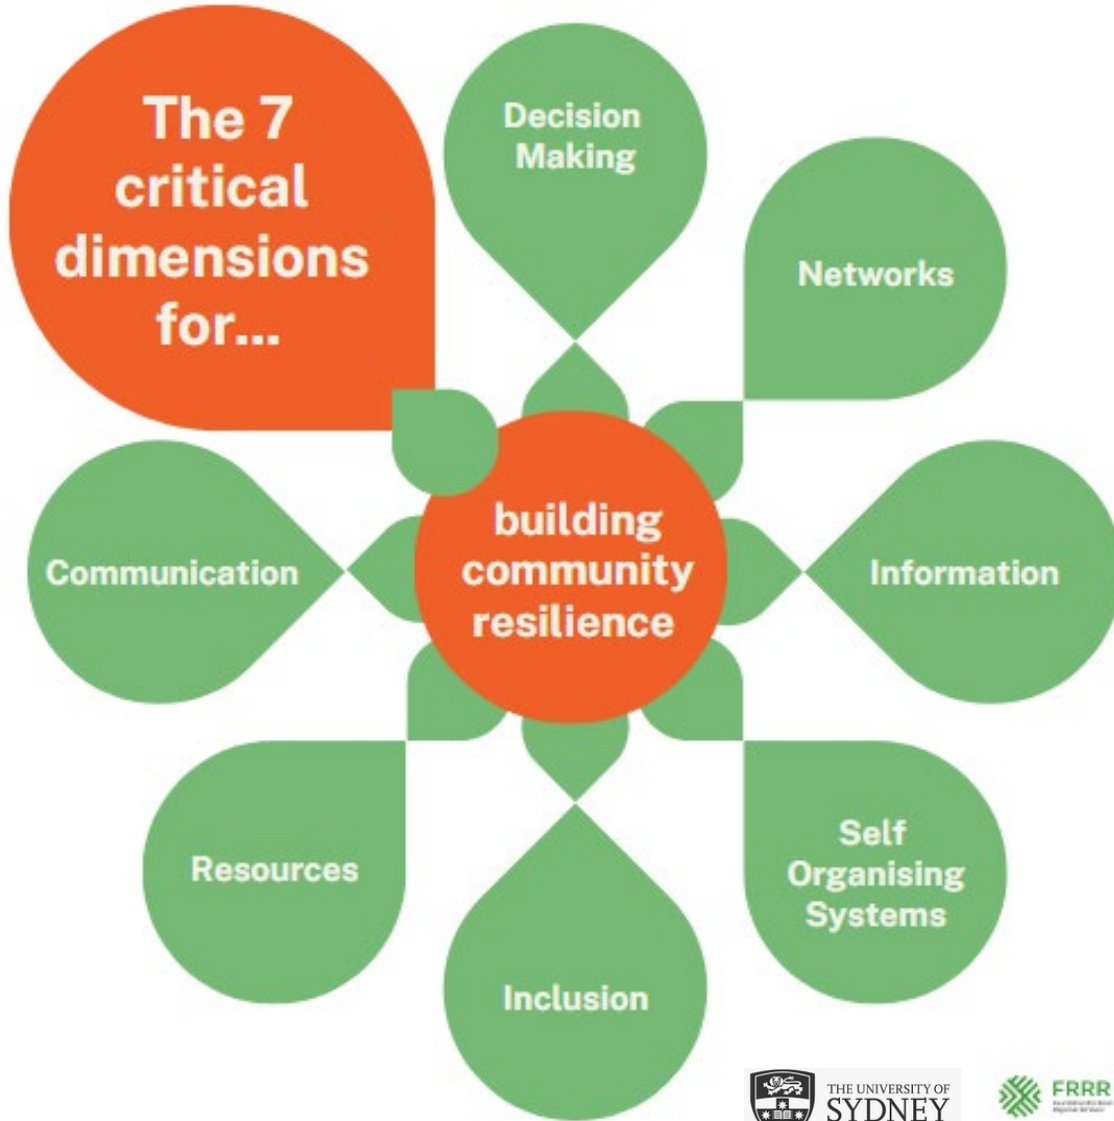 The 7
critical
dimensions
for...
Decision
Making
Networks
building
community
resilience
Communication
Information
Resources
Self
Organising
Systems
Inclusion
THE UNIVERSITY OF
SYDNEY
FRRR